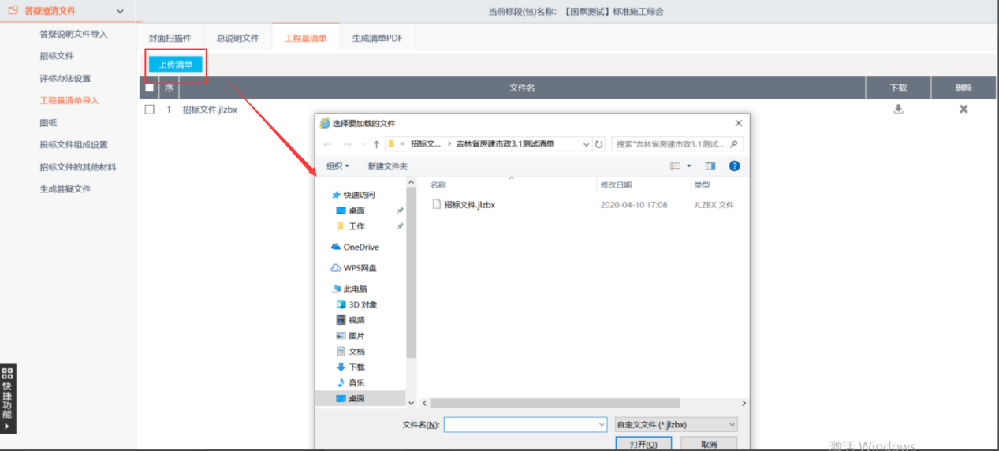 答疑澄清文件
当前标段(包)名称： 【国泰测试】标准施工综合
答疑说明文件导入
招标文件
评标办法设置
工程量清单导入
图纸
投标文件组成设置
招标文件的其他材料
生成答疑文件
快捷功能
封面扫描件 总说明文件 工程量清单 生成清单PDF
上传清单
序 文件名 下载 删除
1 招标文件.jlzbx
选择要加载的文件
« 招标文... › 吉林省房建市政3.1测试清单
搜索"吉林省房建市政3.1测试...
组织 新建文件夹
名称 修改日期 类型
招标文件.jlzbx 2020-04-10 17:08 JLZBX 文件
快速访问
桌面
工作
OneDrive
WPS网盘
此电脑
3D 对象
视频
图片
文档
下载
音乐
桌面
文件名(N): 自定义文件 (*.jlzbx)
打开(O) 取消
激活 Windows